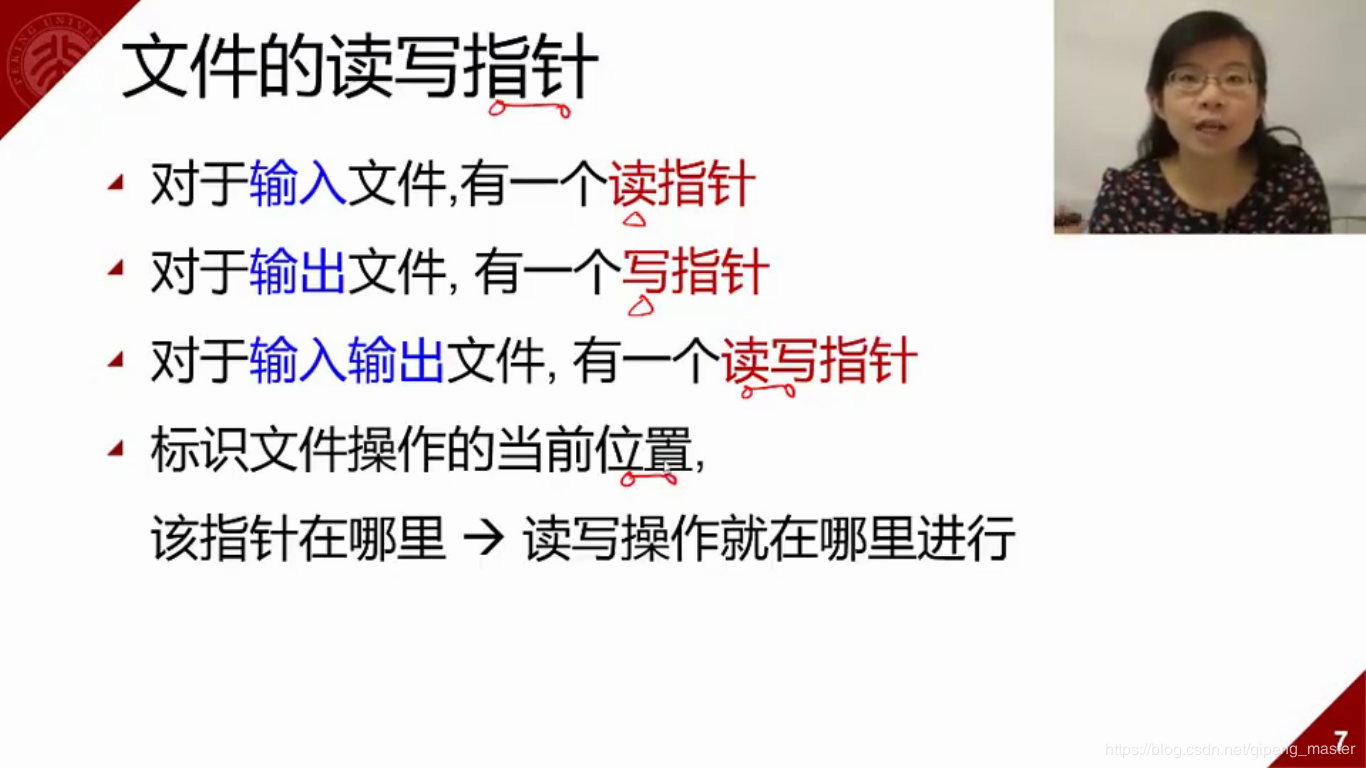 文件的读写指针
对于输入文件,有一个读指针
对于输出文件, 有一个写指针
对于输入输出文件, 有一个读写指针
标识文件操作的当前位置,
该指针在哪里 → 读写操作就在哪里进行
7
https://blog.csdn.net/qipang_master